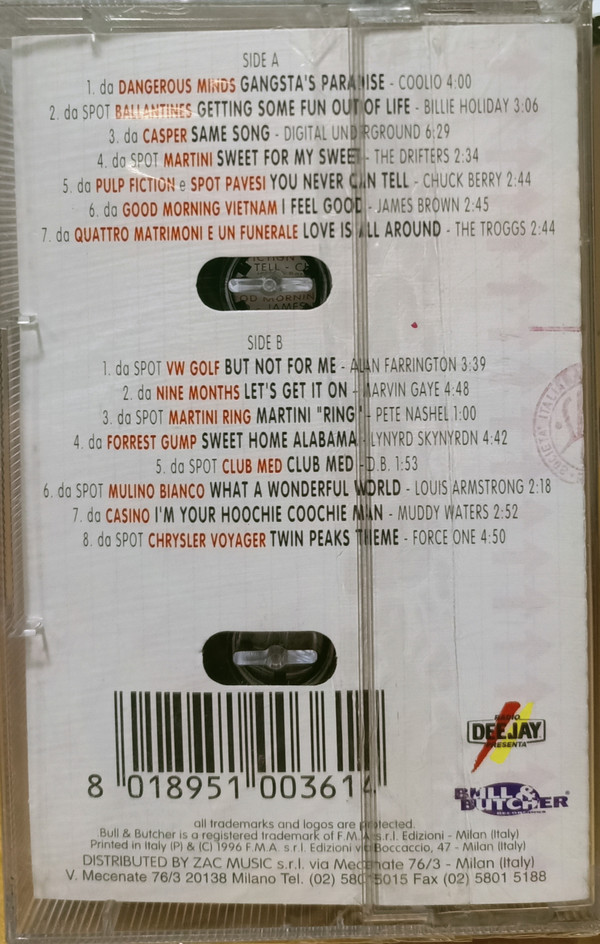 SIDE A
1. da DANGEROUS MINDS GANGSTA'S PARADISE - COOLIO 4:00
2. da SPOT BALLANTINES GETTING SOME FUN OUT OF LIFE - BILLIE HOLIDAY 3:06
3. da CASPER SAME SONG - DIGITAL UNDERGROUND 6:29
4. da SPOT MARTINI SWEET FOR MY SWEET - THE DRIFTERS 2:34
5. da PULP FICTION e SPOT PAVESI YOU NEVER CAN TELL - CHUCK BERRY 2:44
6. da GOOD MORNING VIETNAM I FEEL GOOD - JAMES BROWN 2:45
7. da QUATTRO MATRIMONI E UN FUNERALE LOVE IS ALL AROUND - THE TROGGS 2:44
FICTION
TELL - C
OD MORNIN
JAMES
SIDE B
1. da SPOT VW GOLF BUT NOT FOR ME - ALAN FARRINGTON 3:39
2. da NINE MONTHS LET'S GET IT ON - MARVIN GAYE 4:48
3. da SPOT MARTINI RING MARTINI "RING" - PETE NASHEL 1:00
4. da FORREST GUMP SWEET HOME ALABAMA - LYNYRD SKYNYRDN 4:42
5. da SPOT CLUB MED CLUB MED - D.B. 1:53
6. da SPOT MULINO BIANCO WHAT A WONDERFUL WORLD - LOUIS ARMSTRONG 2:18
7. da CASINO I'M YOUR HOOCHIE COOCHIE MAN - MUDDY WATERS 2:52
8. da SPOT CHRYSLER VOYAGER TWIN PEAKS THEME - FORCE ONE 4:50
8 018951 003614
RADIO
DEEJAY
PRESENTA
BULL &
BUTCHER
all trademarks and logos are protected.
Bull & Butcher is a registered trademark of F.M.A. s.r.l. Edizioni - Milan (Italy)
Printed in Italy (P) & (C) 1996 F.M.A. s.r.l. Edizioni via Boccaccio, 47 - Milan (Italy)
DISTRIBUTED BY ZAC MUSIC s.r.l. via Mecenate 76/3 - Milan (Italy)
V. Mecenate 76/3 20138 Milano Tel. (02) 580 5015 Fax (02) 5801 5188